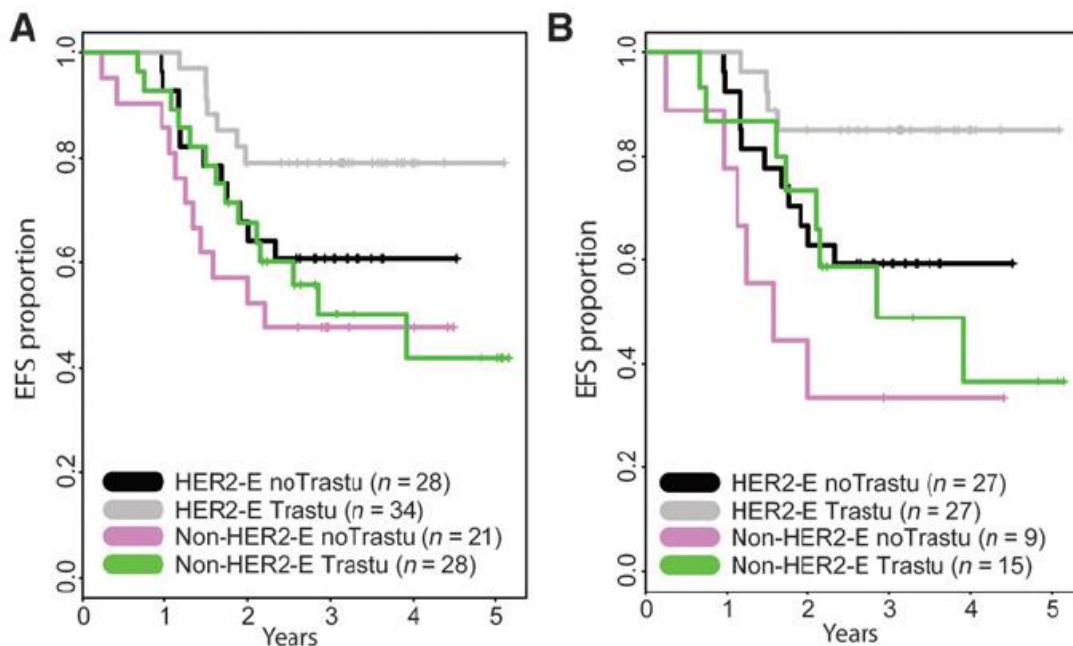 A
EFS proportion
1.0
0.8
0.6
0.4
0.2
0.0
HER2-E noTrastu (n = 28)
HER2-E Trastu (n = 34)
Non-HER2-E noTrastu (n = 21)
Non-HER2-E Trastu (n = 28)
0 1 2 3 4 5
Years
B
EFS proportion
1.0
0.8
0.6
0.4
0.2
0.0
HER2-E noTrastu (n = 27)
HER2-E Trastu (n = 27)
Non-HER2-E noTrastu (n = 9)
Non-HER2-E Trastu (n = 15)
0 1 2 3 4 5
Years